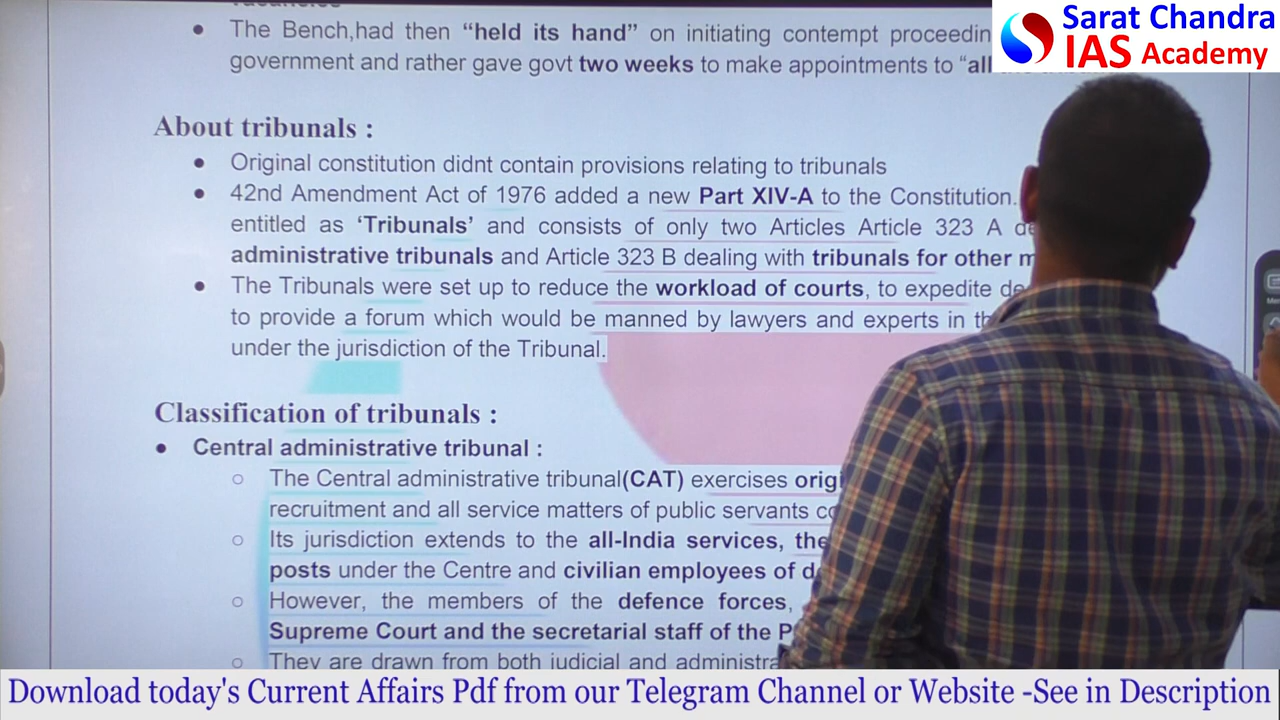 Sarat Chandra
IAS Academy
The Bench,had then “held its hand” on initiating contempt
government and rather gave govt two weeks to make appointments to “all
About tribunals :
Original constitution didnt contain provisions relating to tribunals
42nd Amendment Act of 1976 added a new Part XIV-A to the Constitution.
entitled as ‘Tribunals’ and consists of only two Articles Article 323 A
administrative tribunals and Article 323 B dealing with tribunals for other
The Tribunals were set up to reduce the workload of courts, to expedite
to provide a forum which would be manned by lawyers and experts in
under the jurisdiction of the Tribunal.
Classification of tribunals :
Central administrative tribunal :
The Central administrative tribunal(CAT) exercises
recruitment and all service matters of public servants
Its jurisdiction extends to the all-India services, the
posts under the Centre and civilian employees of
However, the members of the defence forces,
Supreme Court and the secretarial staff of the
They are drawn from both judicial and
Download today's Current Affairs Pdf from our Telegram Channel or Website -See in Description